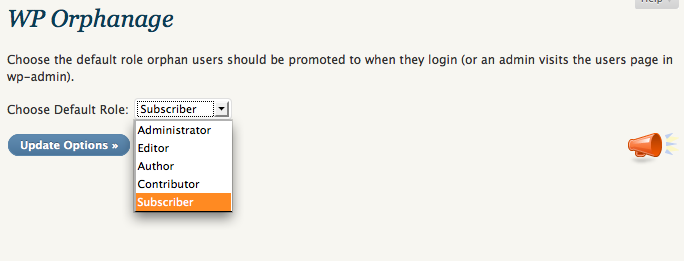 Help
WP Orphanage
Choose the default role orphan users should be promoted to when they login (or an admin visits the users page in
wp-admin).
Choose Default Role: Subscriber
Administrator
Update Options »
Editor
Author
Contributor
Subscriber